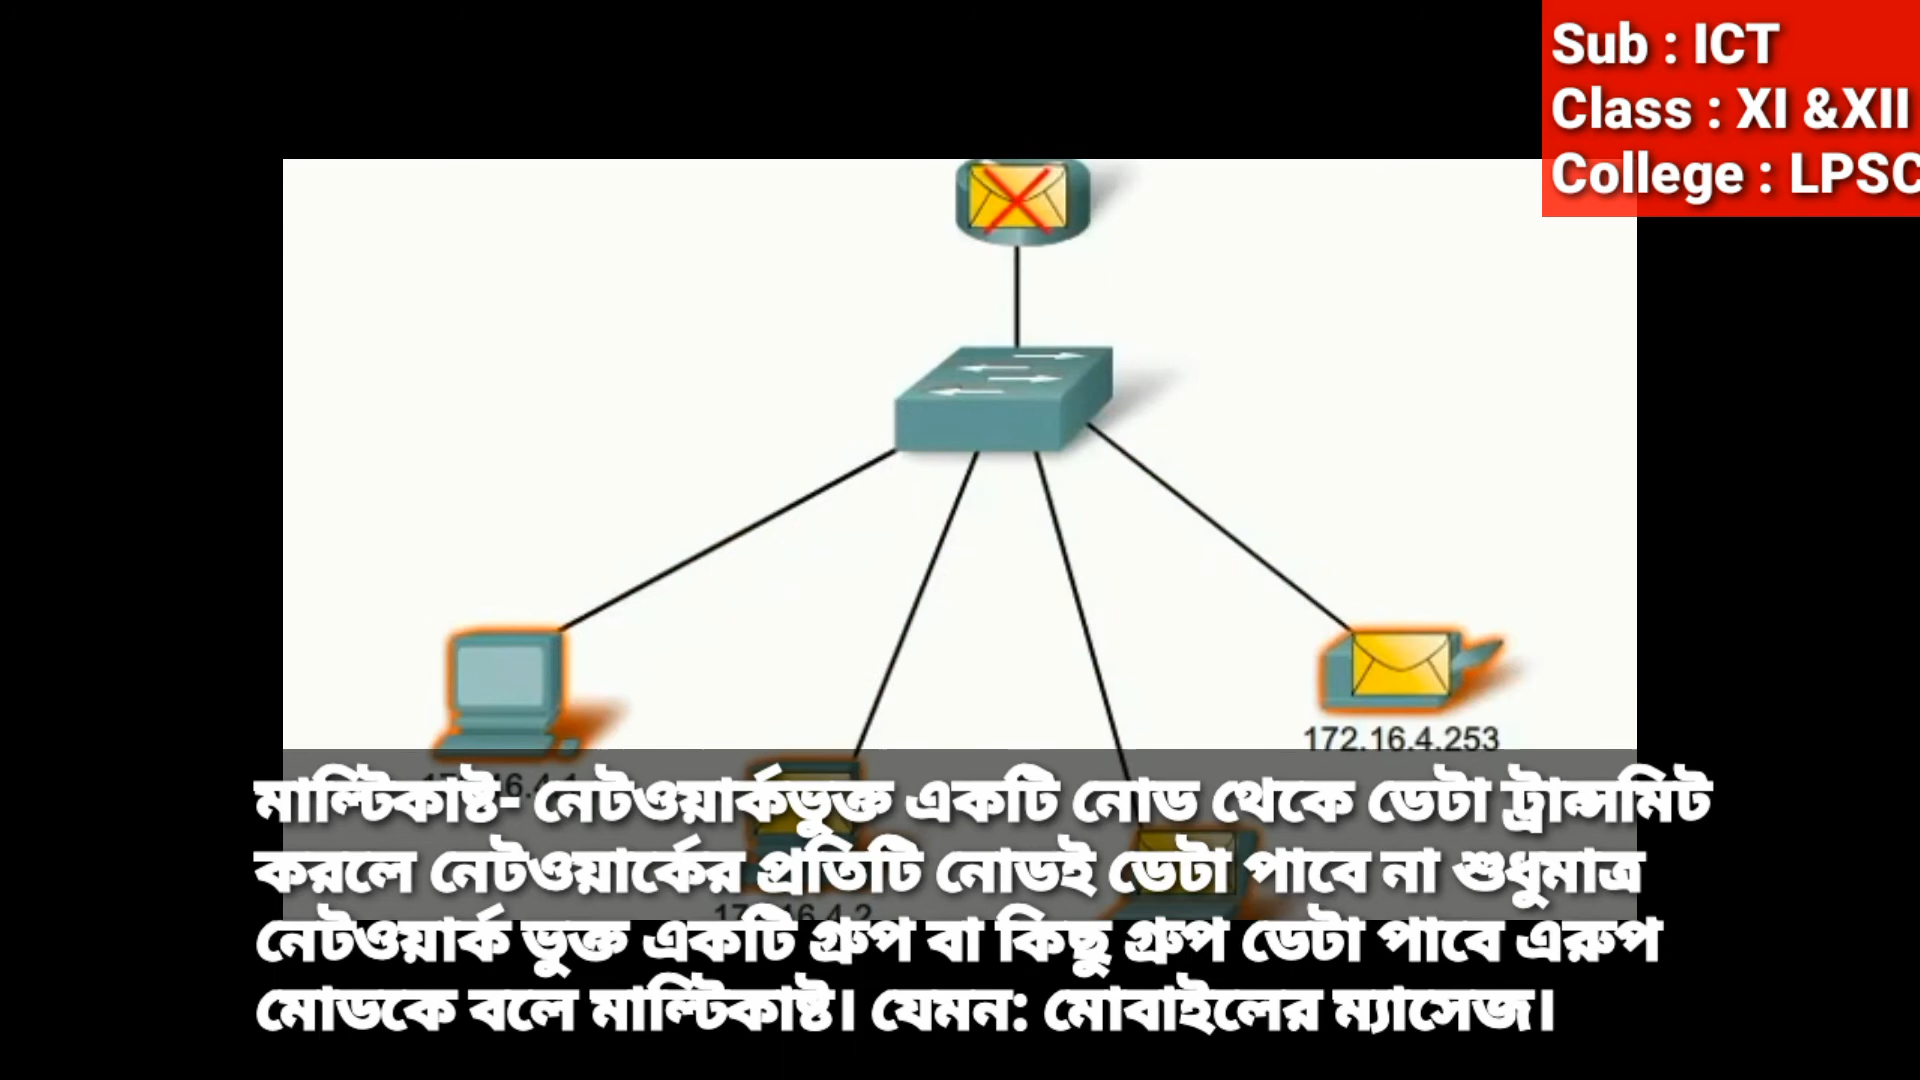 Sub : ICT
Class : XI &XII
College : LPSC
172.16.4.253
মাল্টিকাষ্ট- নেটওয়ার্কভুক্ত একটি নোড থেকে ডেটা ট্রান্সমিট
করলে নেটওয়ার্কের প্রতিটি নোডই ডেটা পাবে না শুধুমাত্র
নেটওয়ার্ক ভুক্ত একটি গ্রুপ বা কিছু গ্রুপ ডেটা পাবে এরুপ
মোডকে বলে মাল্টিকাষ্ট। যেমন: মোবাইলের ম্যাসেজ।